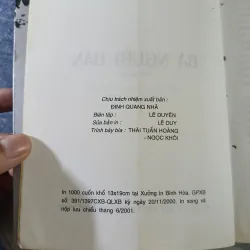 Chịu trách nhiệm xuất bản:
ĐINH QUANG NHÃ
Biên tập : LÊ DUYÊN
Sửa bản in : LÊ DUY
Trình bày bìa : THÁI TUẤN HOÀNG
- NGỌC KHÔI
In 1000 cuốn khổ 13x19cm tại Xưởng in Bình Hòa. GPXB
số: 391/1397CXB-QLXB ký ngày 20/11/2000. In xong và
nộp lưu chiểu tháng 6/2001.